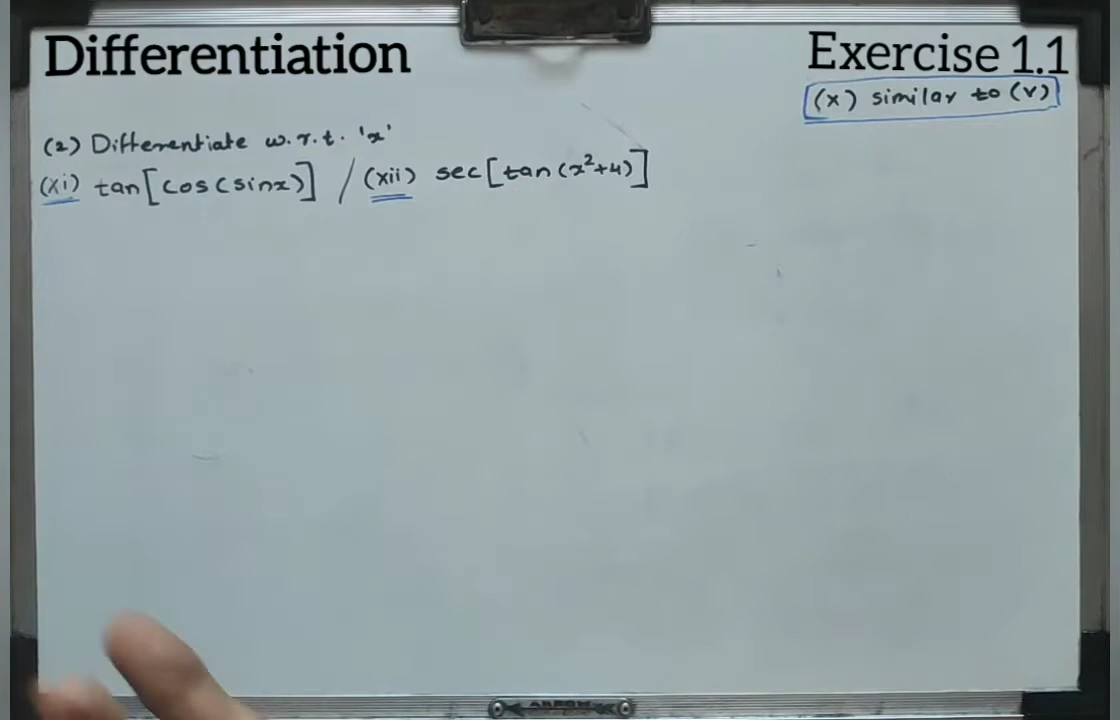 Differentiation
Exercise 1.1
(x) similar to (v)
(2) Differentiate w.r.t. 'x'
(xi) tan[cos(sinx)] / (xii) sec[tan(x²+4)]